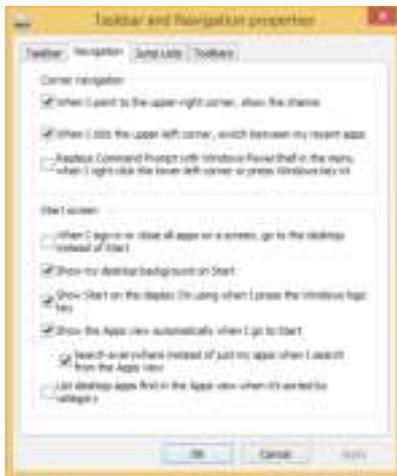 Taskbar and Navigation properties
Taskbar Navigation Jump Lists Toolbars
Corner navigation
When I point to the upper-right corner, show the charms
When I click the upper-left corner, switch between my recent apps
Replace Command Prompt with Windows PowerShell in the menu
when I right-click the lower-left corner or press Windows key+X
Start screen
When I sign in or close all apps on a screen, go to the desktop
instead of Start
Show my desktop background on Start
Show Start on the display I'm using when I press the Windows logo
key
Show the Apps view automatically when I go to Start
Search everywhere instead of just my apps when I search
from the Apps view
List desktop apps first in the Apps view when it's sorted by
category
OK Cancel Apply